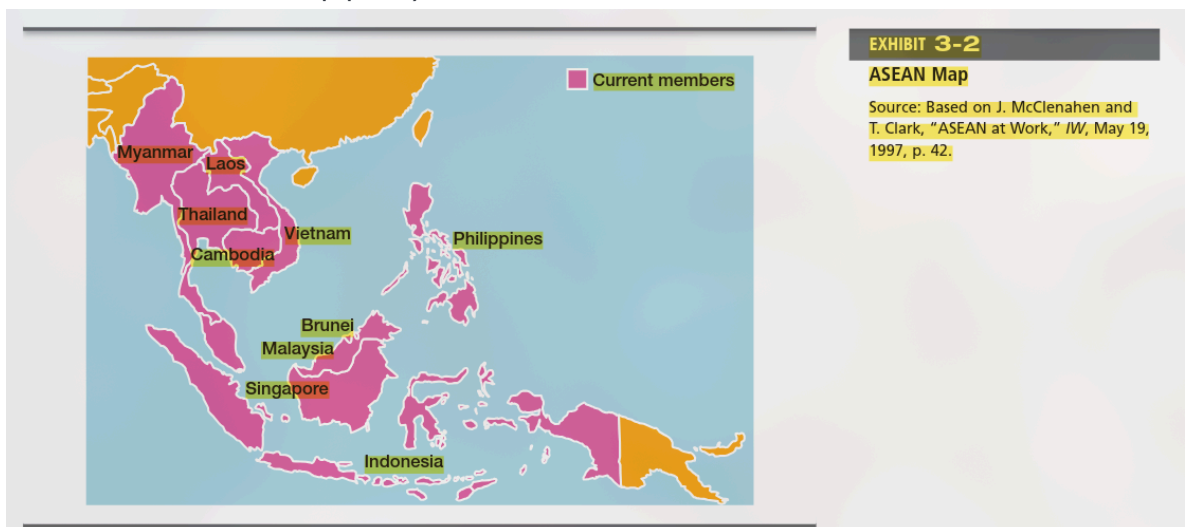 EXHIBIT 3-2
ASEAN Map
Source: Based on J. McClenahen and
T. Clark, “ASEAN at Work,” IW, May 19,
1997, p. 42.
Current members
Myanmar
Laos
Thailand
Vietnam
Cambodia
Philippines
Brunei
Malaysia
Singapore
Indonesia